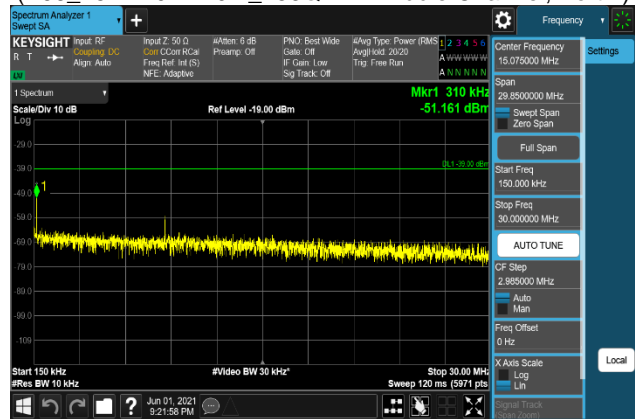 Spectrum Analyzer 1
Swept SA
Frequency
KEYSIGHT
R T
LW
Input: RF
Coupling: DC
Align: Auto
Input Z: 50 Ω
Corr CCorr RCal
Freq Ref: Int (S)
NFE: Adaptive
#Atten: 6 dB
Preamp: Off
PNO: Best Wide
Gate: Off
IF Gain: Low
Sig Track: Off
#Avg Type: Power (RMS
Avg|Hold: 20/20
Trig: Free Run
1 2 3 4 5 6
A W W W W W
A N N N N N
1 Spectrum
Scale/Div 10 dB
Log
Ref Level -19.00 dBm
Mkr1 310 kHz
-51.161 dBm
DL1 -39.00 dBm
1
-29.0
-39.0
-49.0
-59.0
-69.0
-79.0
-89.0
-99.0
-109
Start 150 kHz
#Res BW 10 kHz
#Video BW 30 kHz*
Stop 30.00 MHz
Sweep 120 ms (5971 pts
Jun 01, 2021
9:21:58 PM
Center Frequency
15.075000 MHz
Span
29.8500000 MHz
Swept Span
Zero Span
Full Span
Start Freq
150.000 kHz
Stop Freq
30.000000 MHz
AUTO TUNE
CF Step
2.985000 MHz
Auto
Man
Freq Offset
0 Hz
X Axis Scale
Log
Lin
Signal Track
(Span Zoom)
Settings
Local